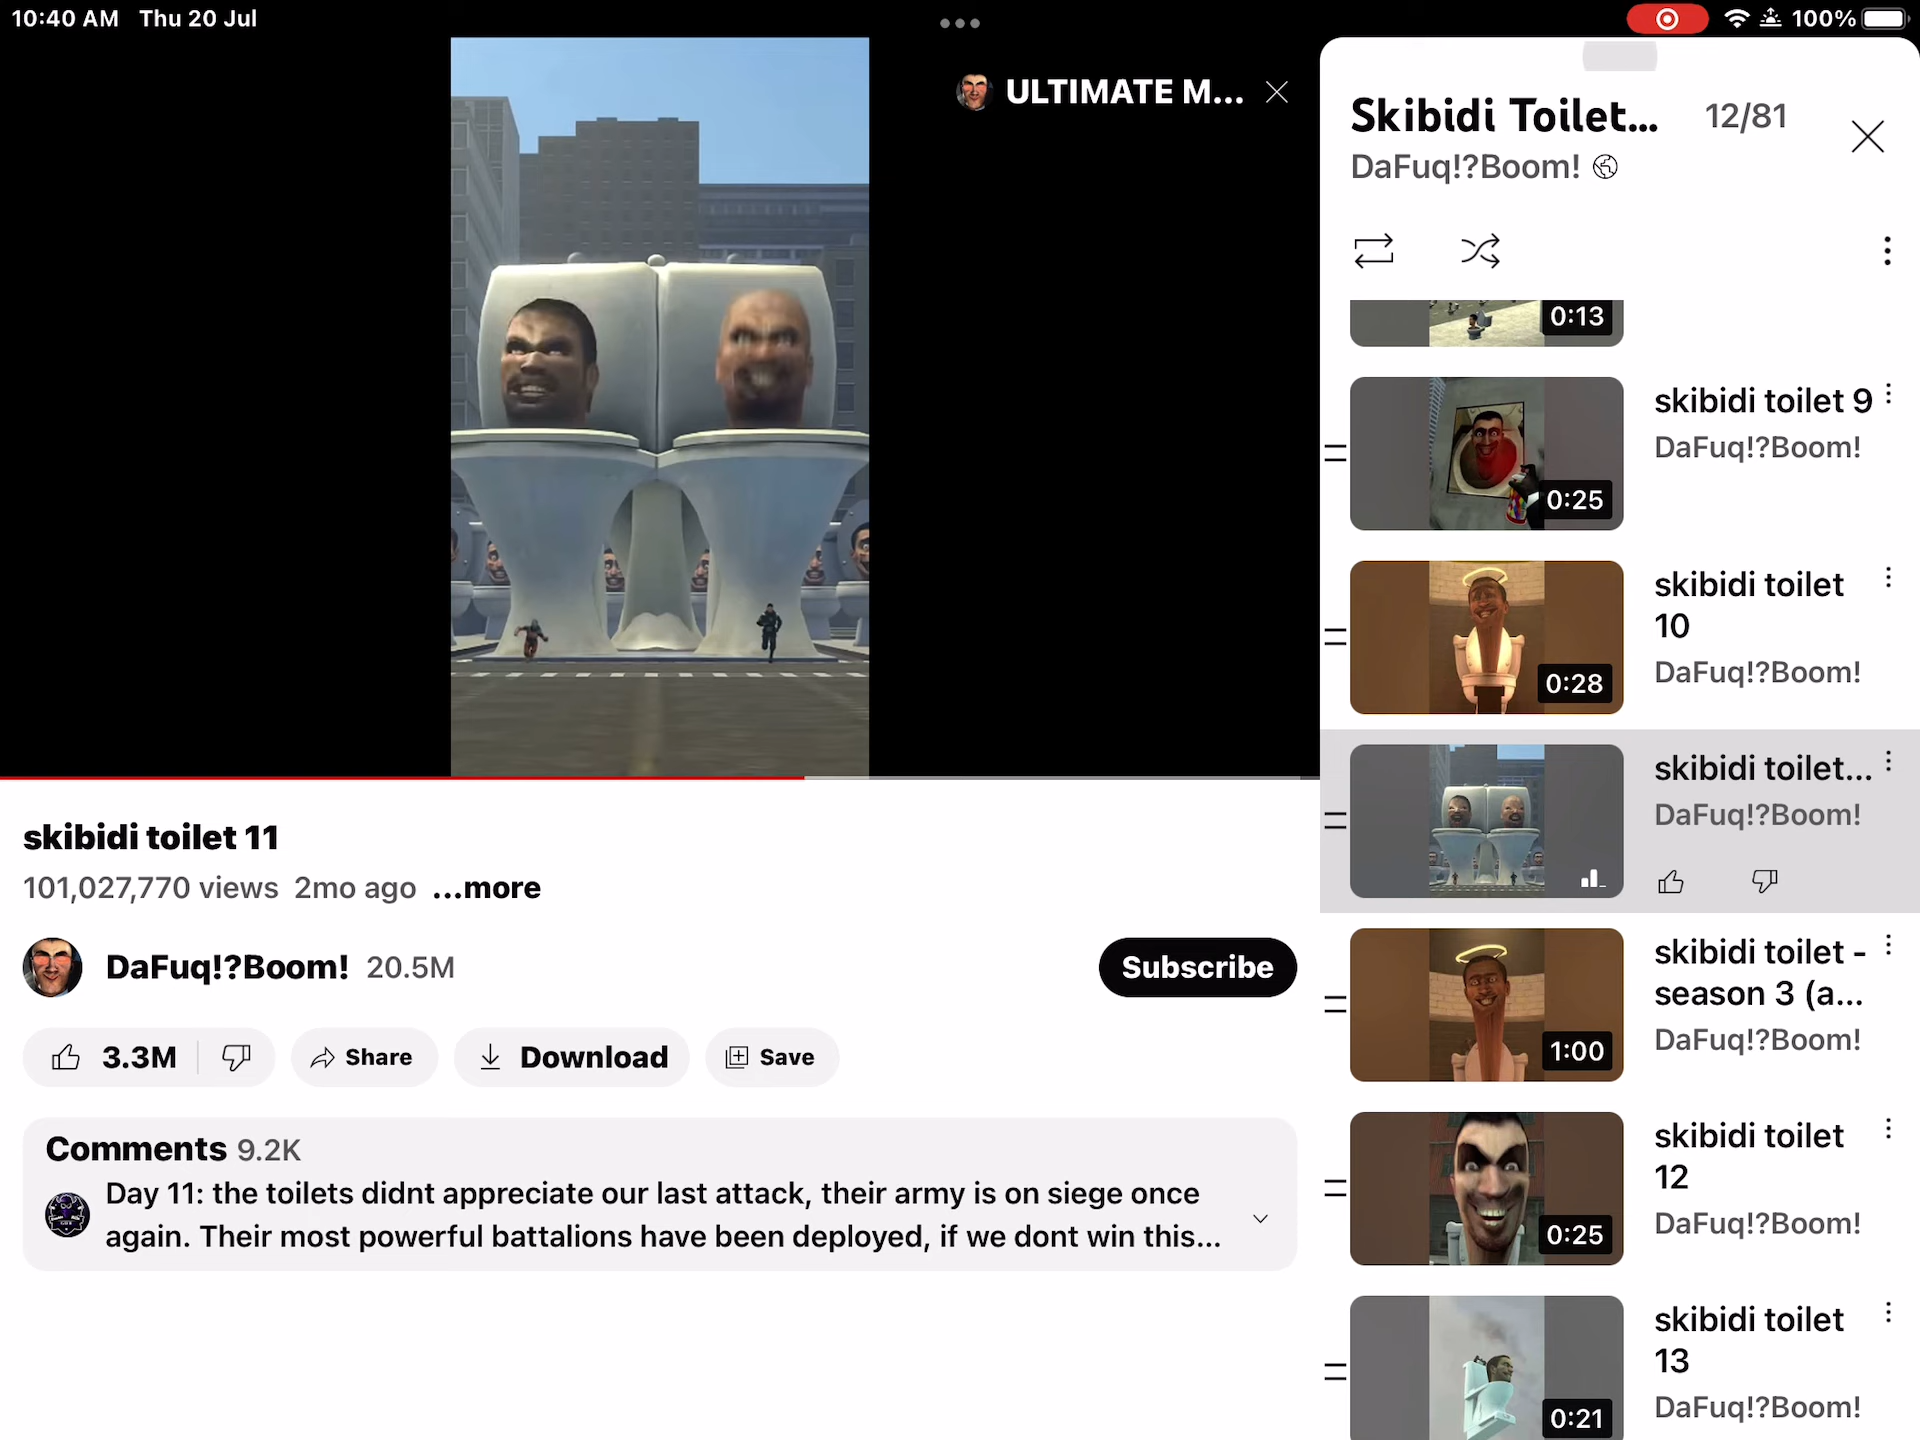 10:40 AM Thu 20 Jul
100%
ULTIMATE M...
Skibidi Toilet... 12/81
DaFuq!?Boom!
0:13
skibidi toilet 9
DaFuq!?Boom!
0:25
skibidi toilet
10
DaFuq!?Boom!
0:28
skibidi toilet...
DaFuq!?Boom!
skibidi toilet -
season 3 (a...
DaFuq!?Boom!
1:00
skibidi toilet
12
DaFuq!?Boom!
0:25
skibidi toilet
13
DaFuq!?Boom!
0:21
skibidi toilet 11
101,027,770 views 2mo ago ...more
DaFuq!?Boom! 20.5M
Subscribe
3.3M Share Download Save
Comments 9.2K
Day 11: the toilets didnt appreciate our last attack, their army is on siege once
again. Their most powerful battalions have been deployed, if we dont win this...